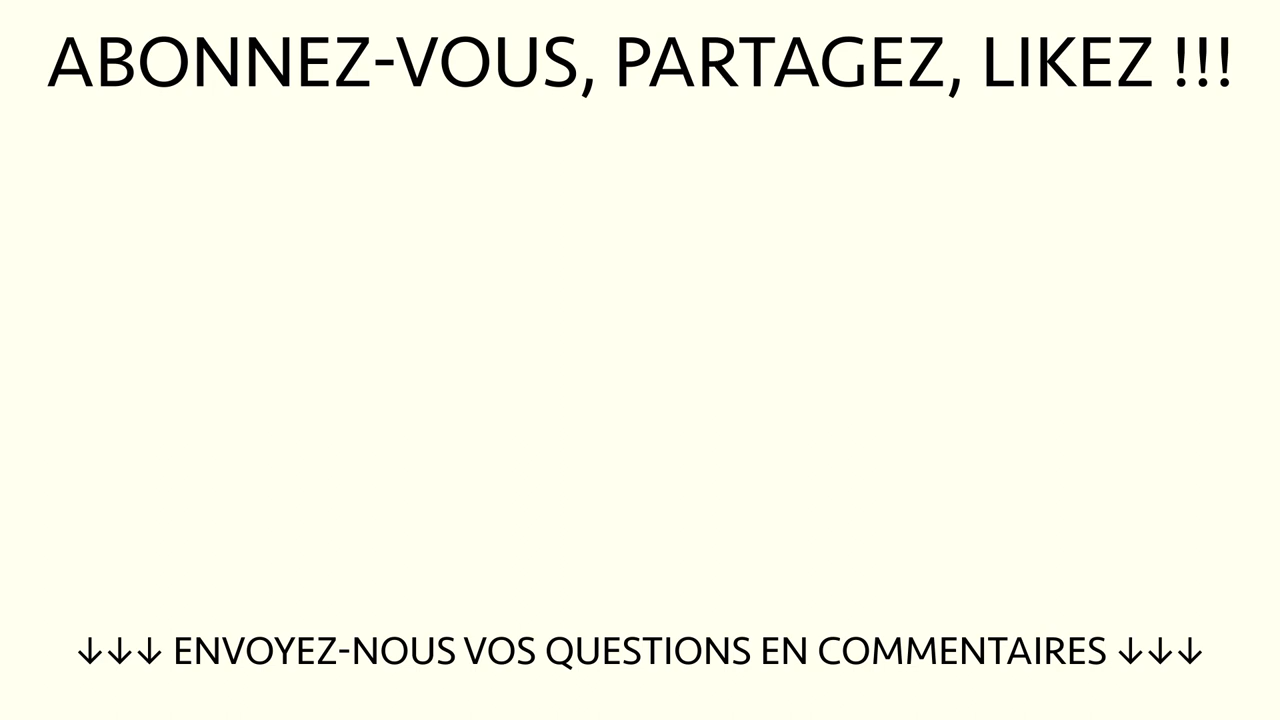 ABONNEZ-VOUS, PARTAGEZ, LIKEZ !!!
↓↓↓ ENVOYEZ-NOUS VOS QUESTIONS EN COMMENTAIRES ↓↓↓